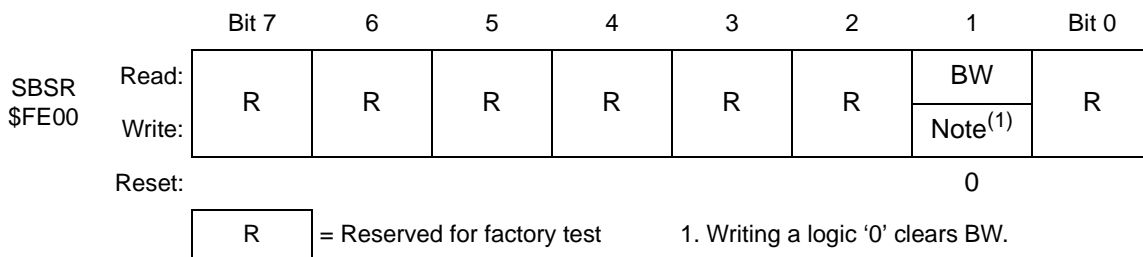 Bit 7 6 5 4 3 2 1 Bit 0
SBSR
$FE00
Read: R R R R R R BW R
Write: Note(1)
Reset: 0
R = Reserved for factory test 1. Writing a logic ‘0’ clears BW.